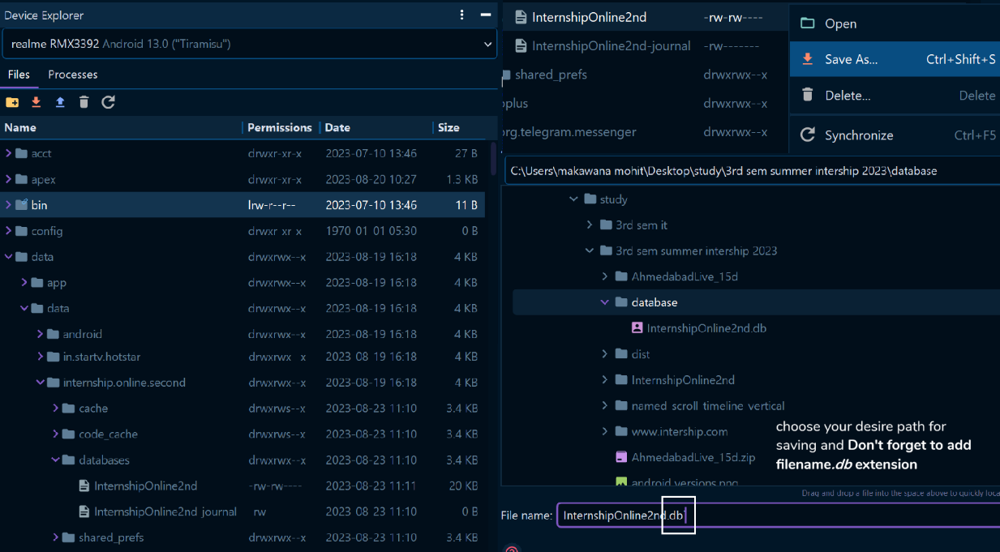 Device Explorer
realme RMX3392 Android 13.0 ("Tiramisu")
Files Processes
Name Permissions Date Size
acct drwxr-xr-x 2023-07-10 13:46 27 B
apex drwxr-xr-x 2023-08-20 10:27 1.3 KB
bin lrw-r--r-- 2023-07-10 13:46 11 B
config drwxr xr x 1970 01 01 05:30 0 B
data drwxrwx--x 2023-08-19 16:18 4 KB
app drwxrwx--x 2023-08-19 16:18 4 KB
data drwxrwx--x 2023-08-19 16:18 4 KB
android drwxrwx--x 2023-08-19 16:18 4 KB
in.startv.hotstar drwxrwx x 2023 08 19 16:18 4 KB
internship.online.second drwxrwx--x 2023-08-19 16:18 4 KB
cache drwxrws--x 2023-08-23 11:10 3.4 KB
code_cache drwxrws--x 2023-08-23 11:10 3.4 KB
databases drwxrwx--x 2023-08-23 11:10 3.4 KB
InternshipOnline2nd -rw-rw---- 2023-08-23 11:11 20 KB
InternshipOnline2nd journal rw 2023-08-23 11:10 0 B
shared_prefs drwxrwx--x 2023-08-23 11:10 3.4 KB
InternshipOnline2nd -rw-rw----
InternshipOnline2nd-journal -rw-------
shared_prefs drwxrwx--x
oplus drwxrwx--x
org.telegram.messenger drwxrwx--x
Open
Save As... Ctrl+Shift+S
Delete... Delete
Synchronize Ctrl+F5
C:\Users\makawana mohit\Desktop\study\3rd sem summer intership 2023\database
study
3rd sem it
3rd sem summer intership 2023
AhmedabadLive_15d
database
InternshipOnline2nd.db
dist
InternshipOnline2nd
named scroll timeline vertical
www.intership.com
AhmedabadLive_15d.zip
android versions.png
choose your desire path for
saving and Don't forget to add
filename.db extension
Drag and drop a file into the space above to quickly loca
File name: InternshipOnline2nd.db